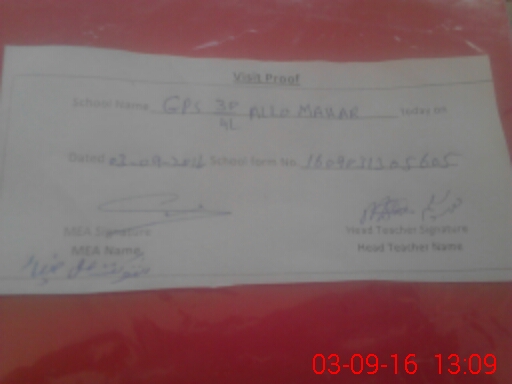 Visit Proof
School Name GPS 3P/4L ALLO MAHAR today on
Dated 03-09-2016 School form No.
MEA Signature Head Teacher Signature
MEA Name, Head Teacher Name
03-09-16 13:09